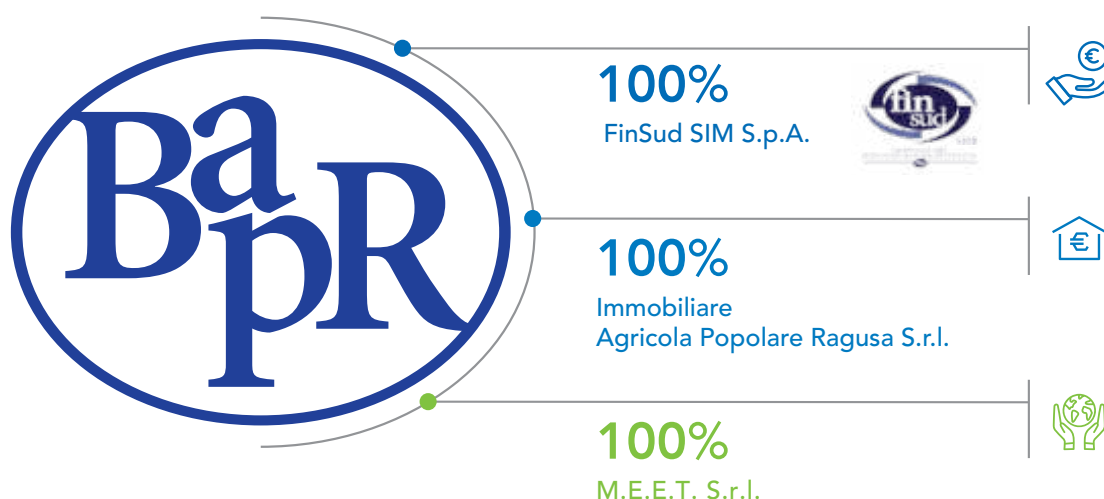 BapR
100%
FinSud SIM S.p.A.
fin
sud
100%
Immobiliare
Agricola Popolare Ragusa S.r.l.
100%
M.E.E.T. S.r.l.